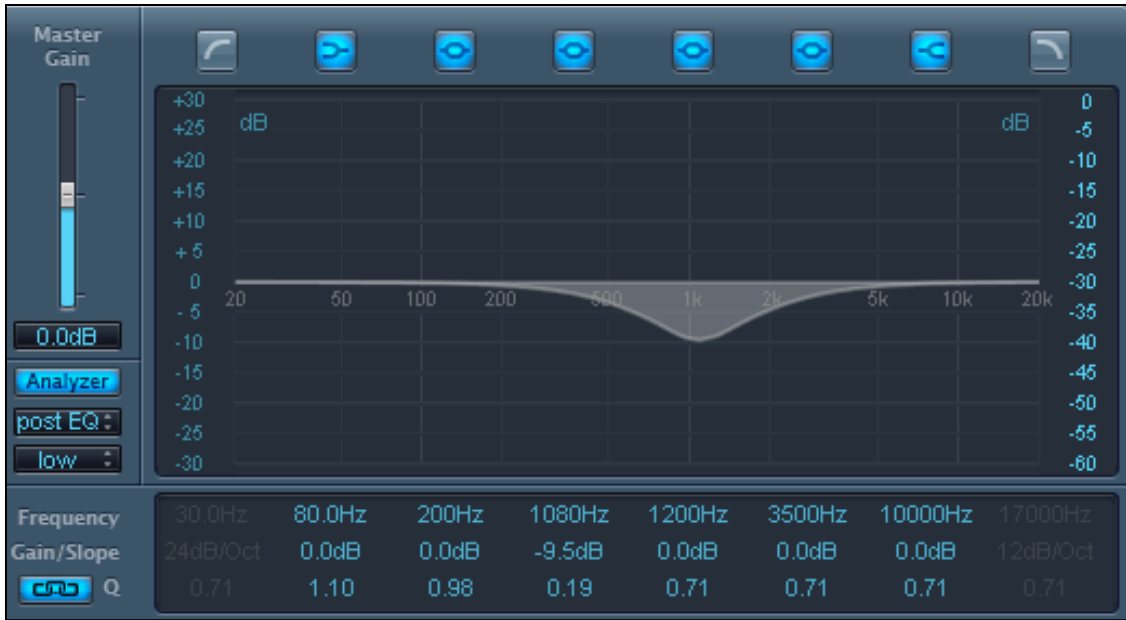 Master
Gain
0.0dB
Analyzer
post EQ
low
+30
+25
+20
+15
+10
+ 5
0
- 5
-10
-15
-20
-25
-30
dB
20 50 100 200 500 1k 2k 5k 10k 20k
dB
0
-5
-10
-15
-20
-25
-30
-35
-40
-45
-50
-55
-60
Frequency 30.0Hz 80.0Hz 200Hz 1080Hz 1200Hz 3500Hz 10000Hz 17000Hz
Gain/Slope 24dB/Oct 0.0dB 0.0dB -9.5dB 0.0dB 0.0dB 0.0dB 12dB/Oct
Q 0.71 1.10 0.98 0.19 0.71 0.71 0.71 0.71